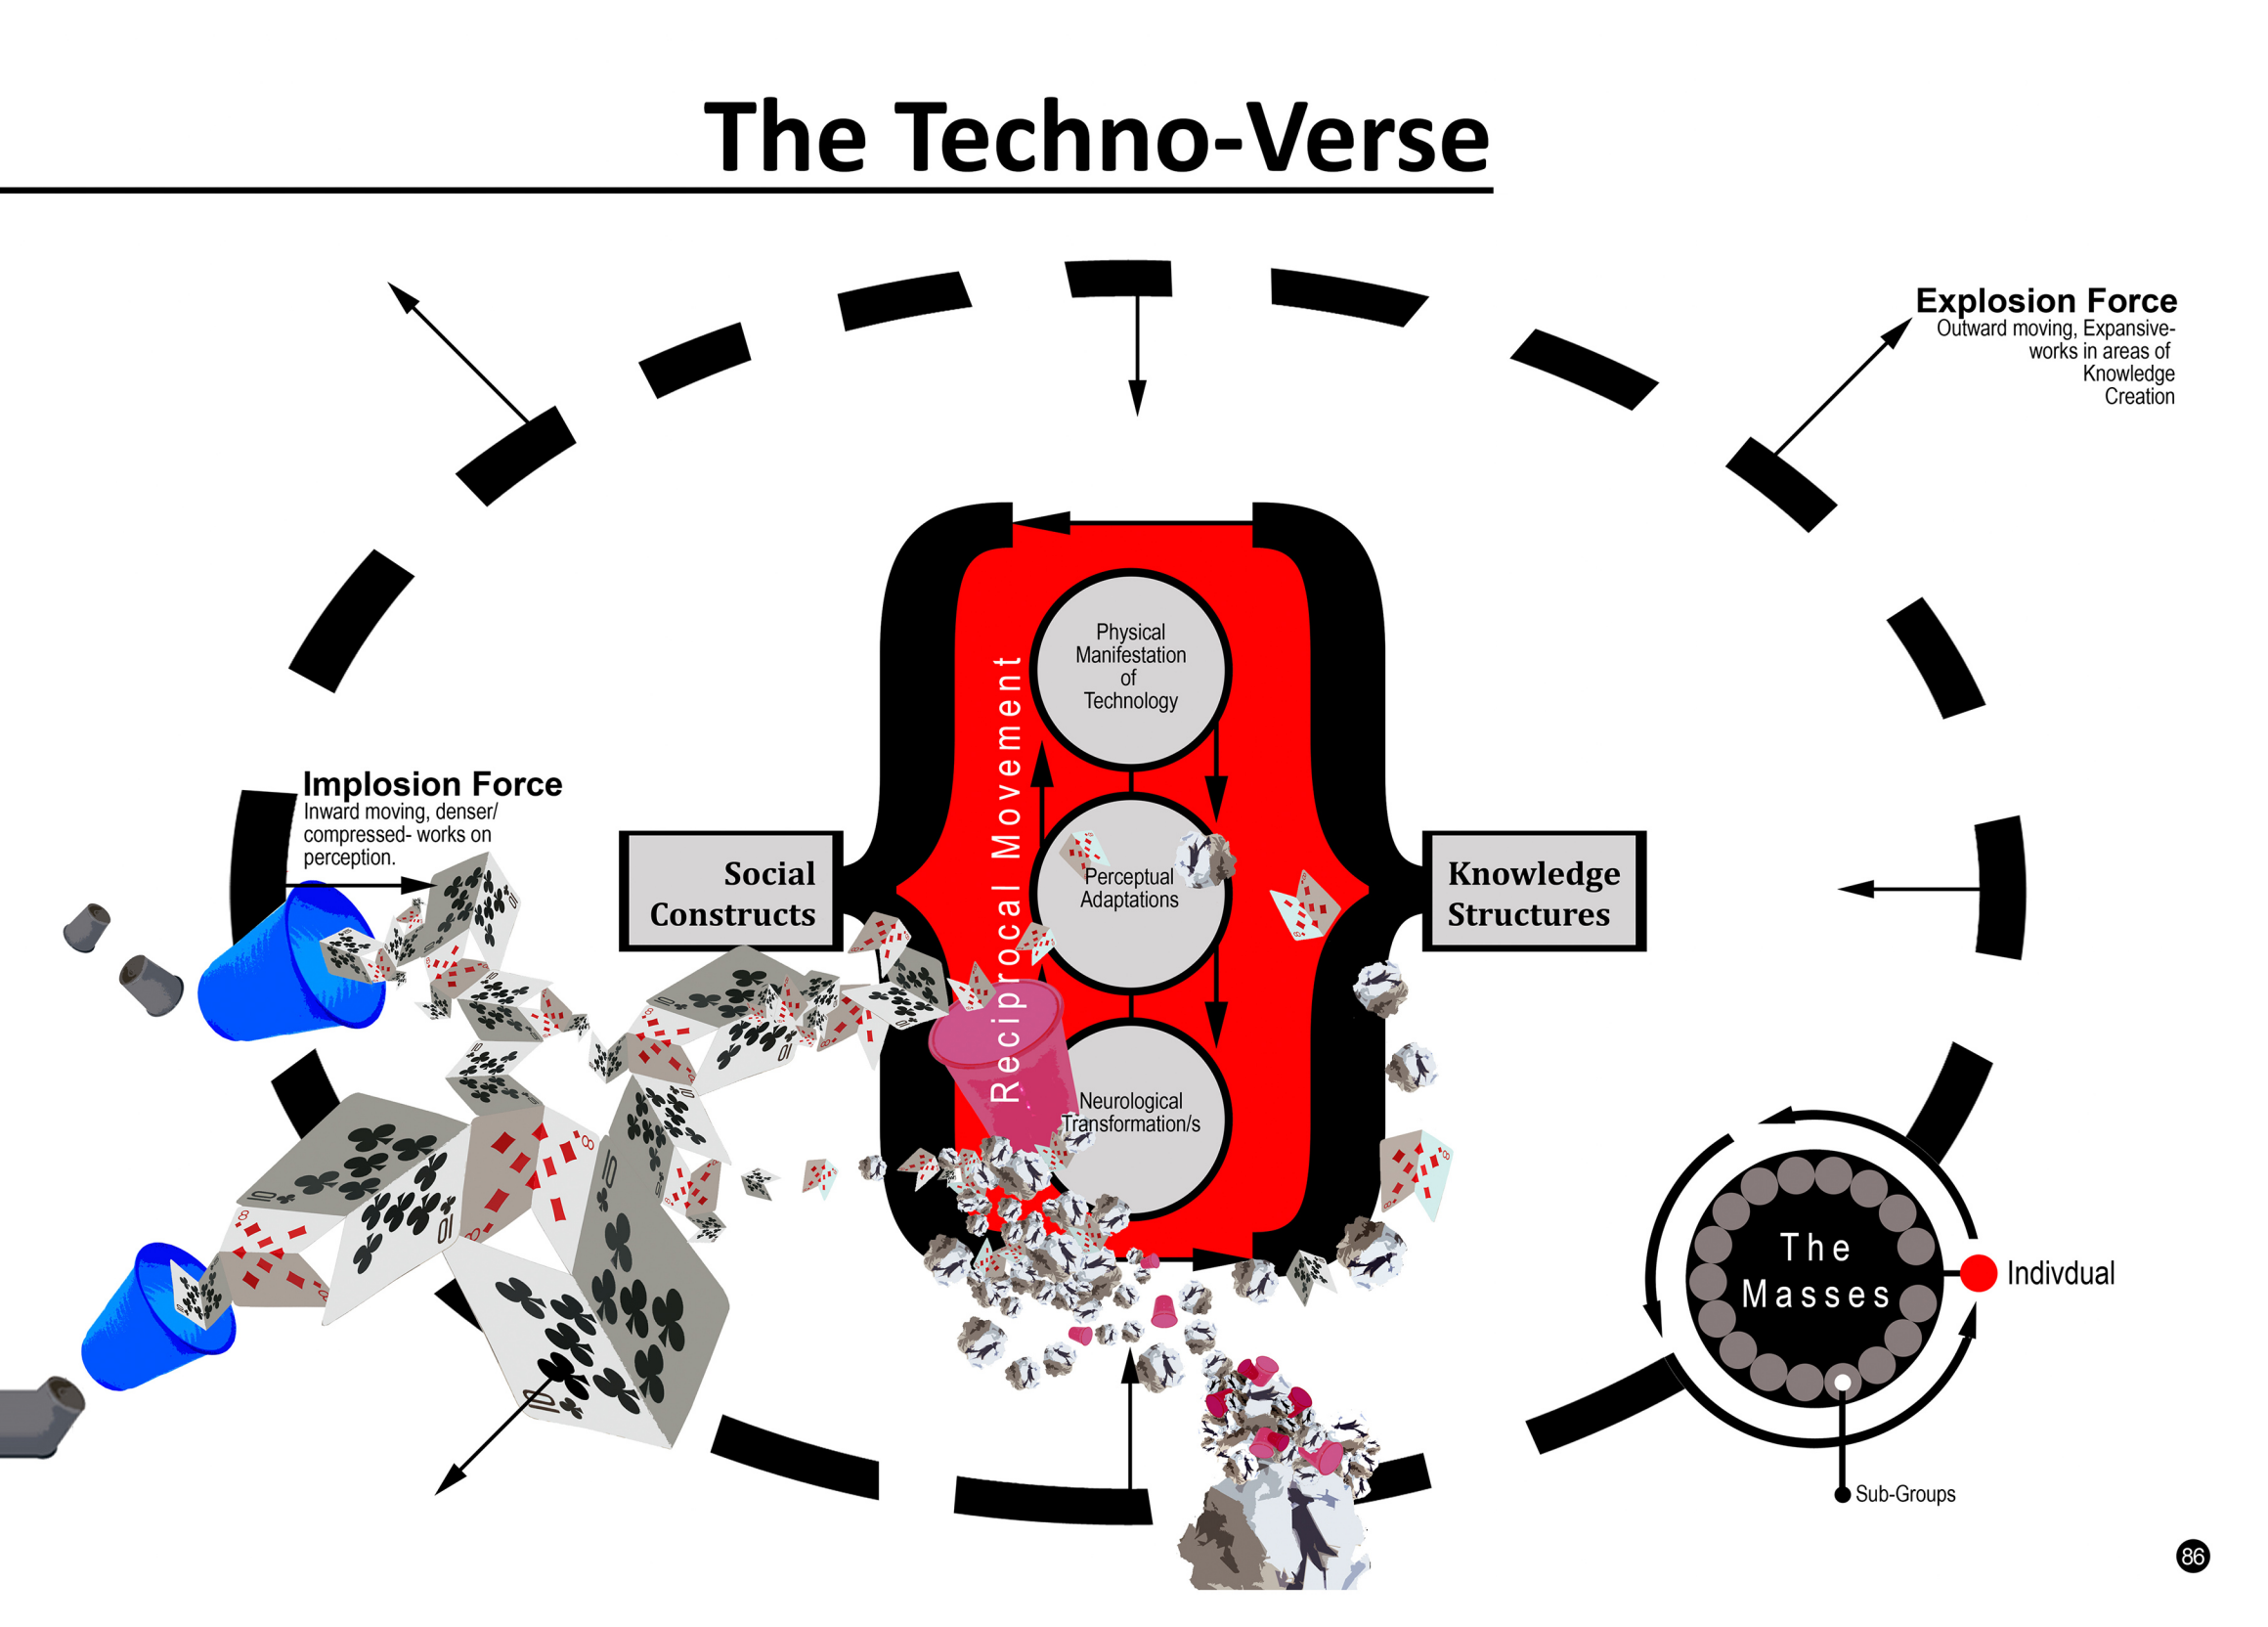 The Techno-Verse
Explosion Force
Outward moving, Expansive-
works in areas of
Knowledge
Creation
Physical
Manifestation
of
Technology
Reciprocal Movement
Implosion Force
Inward moving, denser/
compressed- works on
perception.
Social
Constructs
Perceptual
Adaptations
Knowledge
Structures
Neurological
Transformation/s
The
Masses
Indivdual
Sub-Groups
86